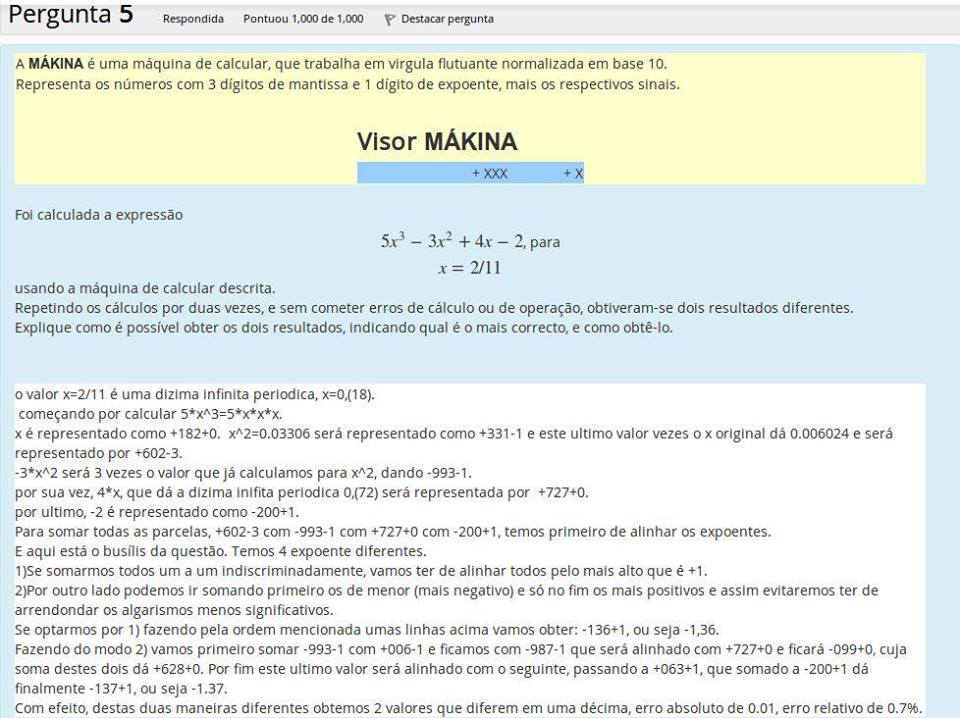 Pergunta 5 Respondida Pontuou 1,000 de 1,000 Destacar pergunta
A MÁKINA é uma máquina de calcular, que trabalha em virgula flutuante normalizada em base 10.
Representa os números com 3 dígitos de mantissa e 1 dígito de expoente, mais os respectivos sinais.
Visor MÁKINA
+ XXX + X
Foi calculada a expressão
5x³ − 3x² + 4x − 2, para
x = 2/11
usando a máquina de calcular descrita.
Repetindo os cálculos por duas vezes, e sem cometer erros de cálculo ou de operação, obtiveram-se dois resultados diferentes.
Explique como é possível obter os dois resultados, indicando qual é o mais correcto, e como obtê-lo.
o valor x=2/11 é uma dizima infinita periodica, x=0,(18).
começando por calcular 5*x^3=5*x*x*x.
x é representado como +182+0. x^2=0.03306 será representado como +331-1 e este ultimo valor vezes o x original dá 0.006024 e será
representado por +602-3.
-3*x^2 será 3 vezes o valor que já calculamos para x^2, dando -993-1.
por sua vez, 4*x, que dá a dizima inifita periodica 0,(72) será representada por +727+0.
por ultimo, -2 é representado como -200+1.
Para somar todas as parcelas, +602-3 com -993-1 com +727+0 com -200+1, temos primeiro de alinhar os expoentes.
E aqui está o busílis da questão. Temos 4 expoente diferentes.
1)Se somarmos todos um a um indiscriminadamente, vamos ter de alinhar todos pelo mais alto que é +1.
2)Por outro lado podemos ir somando primeiro os de menor (mais negativo) e só no fim os mais positivos e assim evitaremos ter de
arrendondar os algarismos menos significativos.
Se optarmos por 1) fazendo pela ordem mencionada umas linhas acima vamos obter: -136+1, ou seja -1,36.
Fazendo do modo 2) vamos primeiro somar -993-1 com +006-1 e ficamos com -987-1 que será alinhado com +727+0 e ficará -099+0, cuja
soma destes dois dá +628+0. Por fim este ultimo valor será alinhado com o seguinte, passando a +063+1, que somado a -200+1 dá
finalmente -137+1, ou seja -1.37.
Com efeito, destas duas maneiras diferentes obtemos 2 valores que diferem em uma décima, erro absoluto de 0.01, erro relativo de 0.7%.